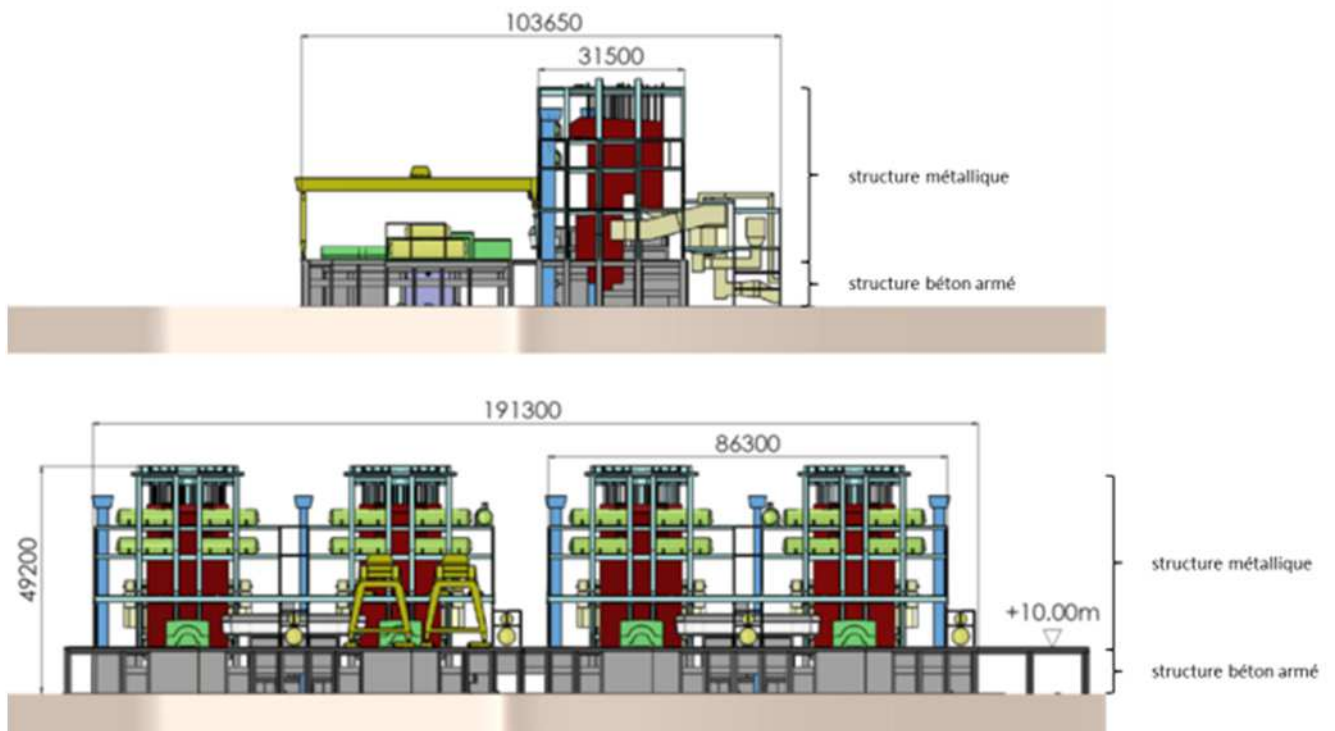 103650
31500
structure métallique
structure béton armé
191300
86300
49200
structure métallique
+10.00m
structure béton armé